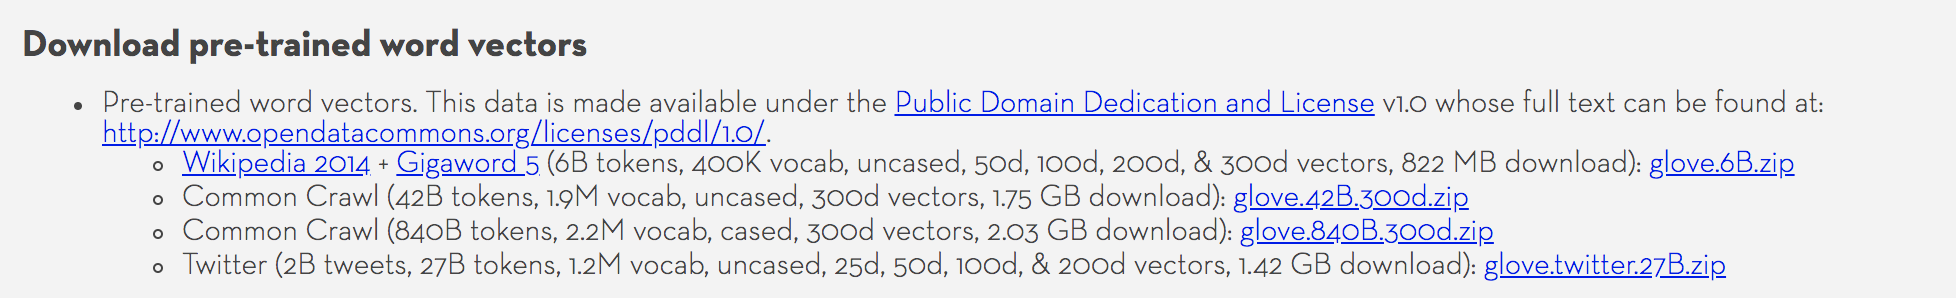 Download pre-trained word vectors
• Pre-trained word vectors. This data is made available under the Public Domain Dedication and License v1.0 whose full text can be found at:
http://www.opendatacommons.org/licenses/pddl/1.0/.
◦ Wikipedia 2014 + Gigaword 5 (6B tokens, 400K vocab, uncased, 50d, 100d, 200d, & 300d vectors, 822 MB download): glove.6B.zip
◦ Common Crawl (42B tokens, 1.9M vocab, uncased, 300d vectors, 1.75 GB download): glove.42B.300d.zip
◦ Common Crawl (840B tokens, 2.2M vocab, cased, 300d vectors, 2.03 GB download): glove.840B.300d.zip
◦ Twitter (2B tweets, 27B tokens, 1.2M vocab, uncased, 25d, 50d, 100d, & 200d vectors, 1.42 GB download): glove.twitter.27B.zip